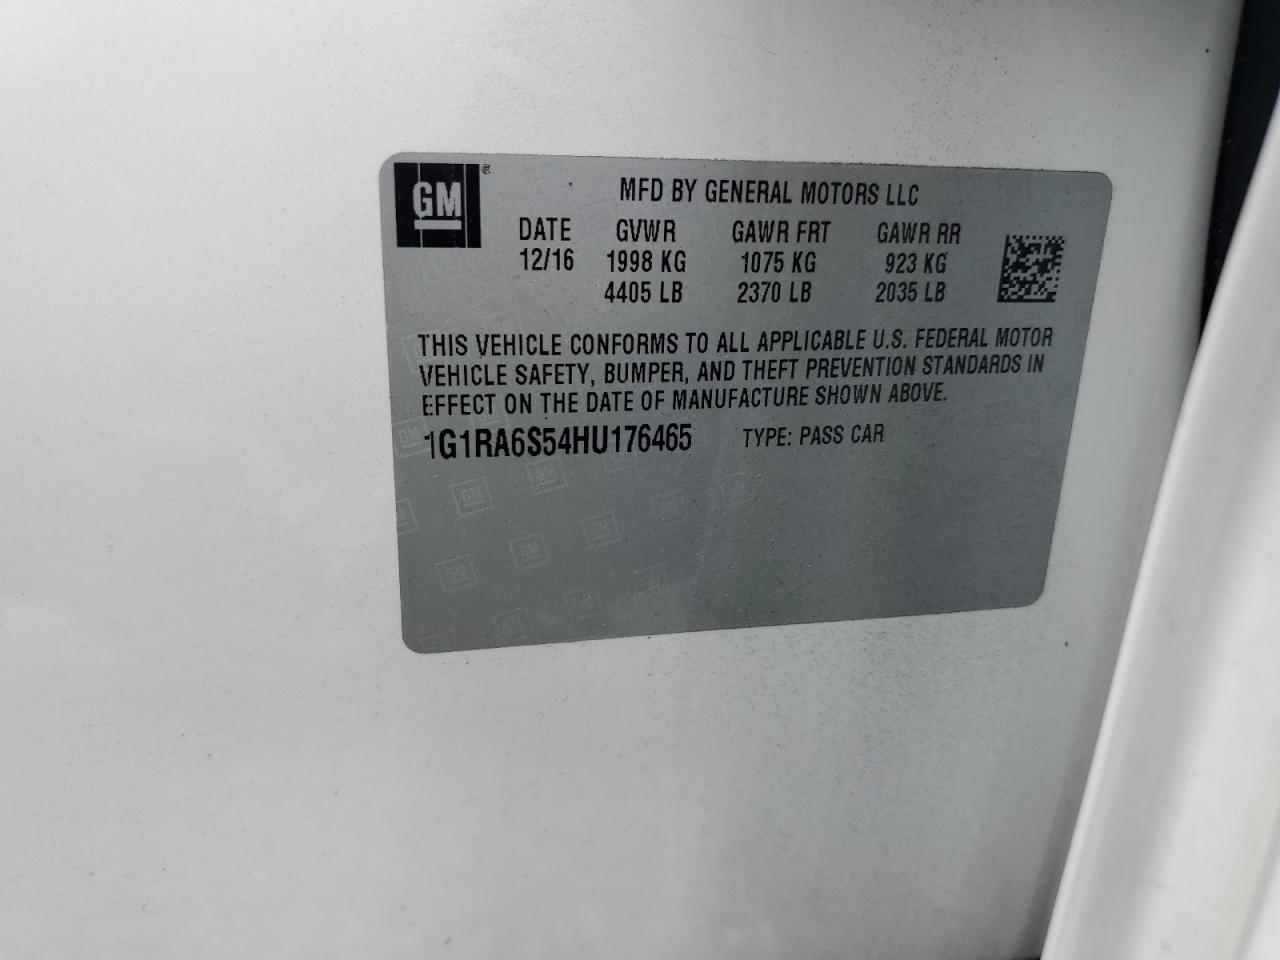 GM
MFD BY GENERAL MOTORS LLC
DATE GVWR GAWR FRT GAWR RR
12/16 1998 KG 1075 KG 923 KG
4405 LB 2370 LB 2035 LB
THIS VEHICLE CONFORMS TO ALL APPLICABLE U.S. FEDERAL MOTOR
VEHICLE SAFETY, BUMPER, AND THEFT PREVENTION STANDARDS IN
EFFECT ON THE DATE OF MANUFACTURE SHOWN ABOVE.
1G1RA6S54HU176465 TYPE: PASS CAR